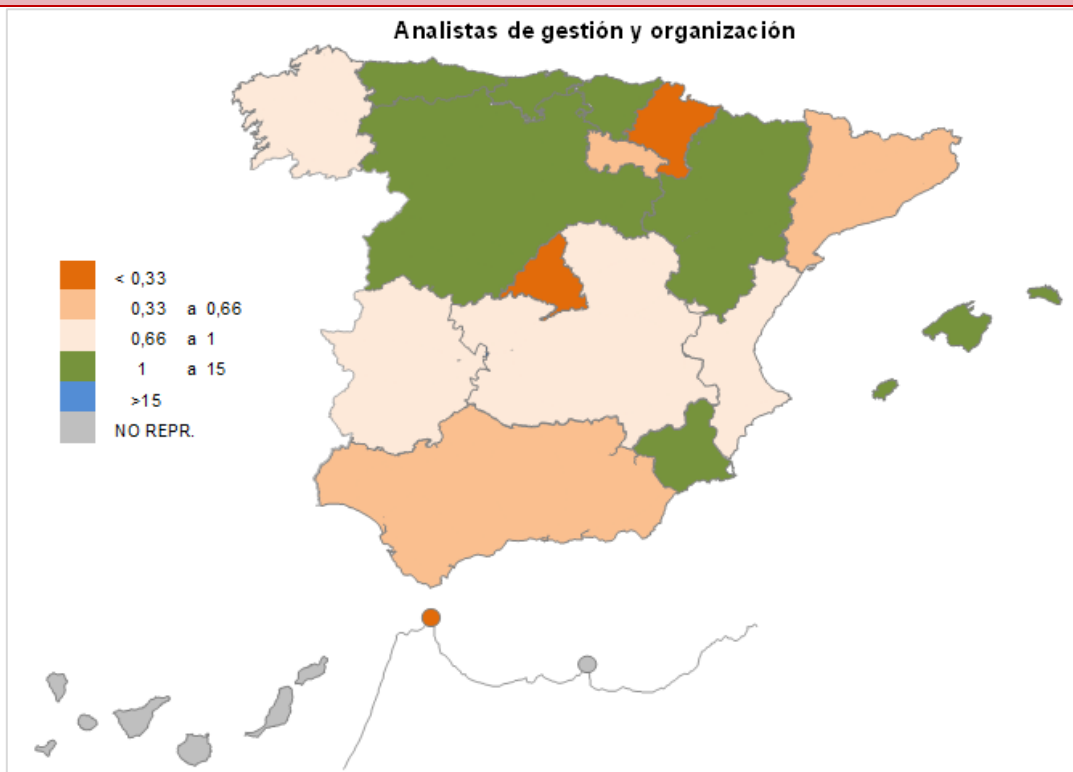 Analistas de gestión y organización
< 0,33
0,33 a 0,66
0,66 a 1
1 a 15
>15
NO REPR.